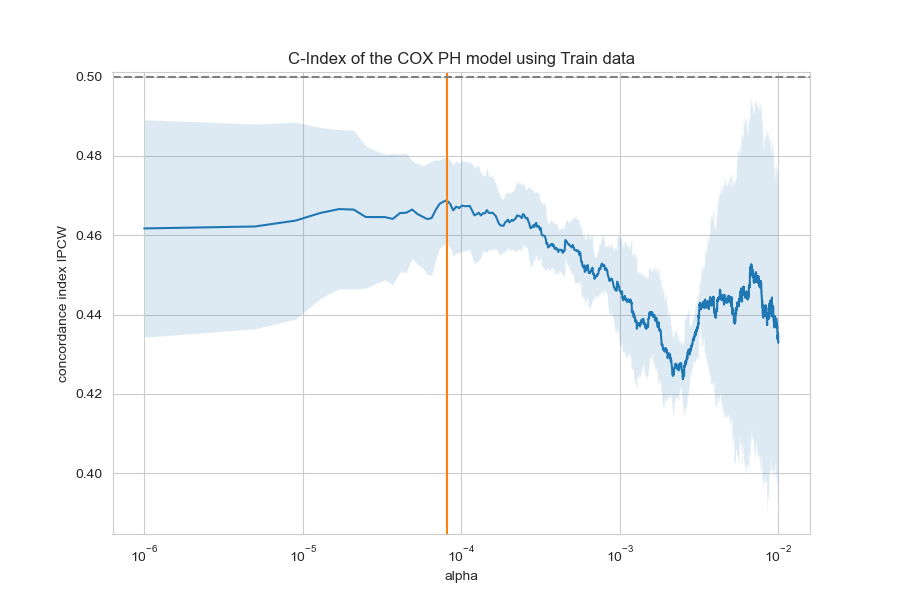 C-Index of the COX PH model using Train data
concordance index IPCW
0.50
0.48
0.46
0.44
0.42
0.40
10⁻⁶ 10⁻⁵ 10⁻⁴ 10⁻³ 10⁻²
alpha